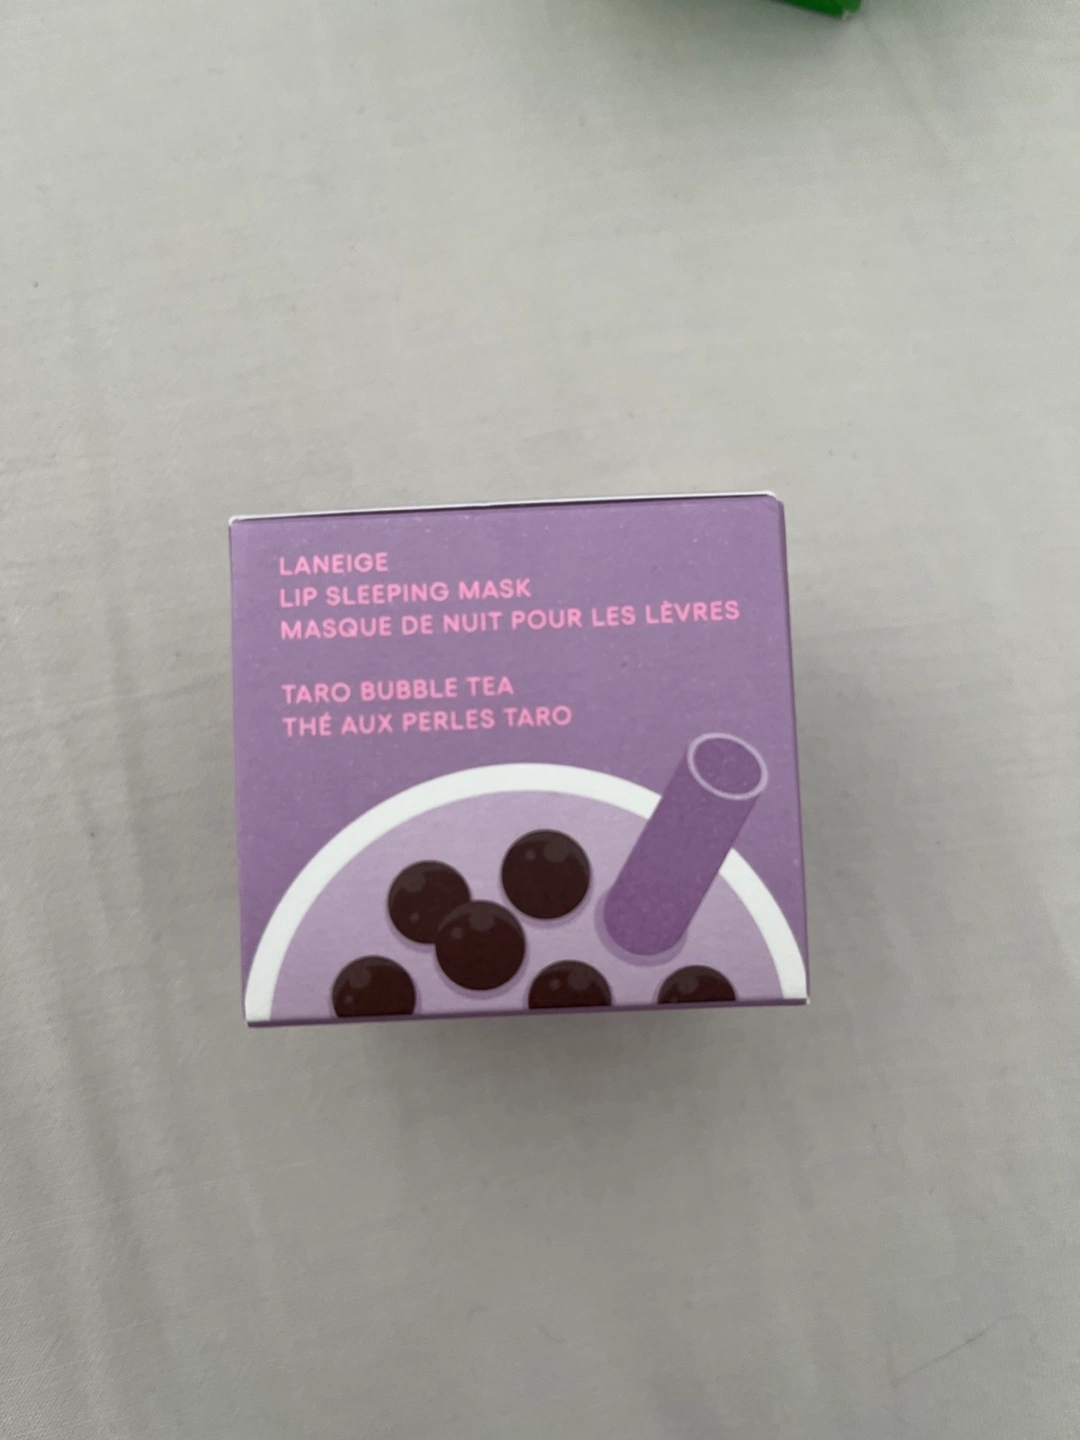 LANEIGE
LIP SLEEPING MASK
MASQUE DE NUIT POUR LES LÈVRES
TARO BUBBLE TEA
THÉ AUX PERLES TARO